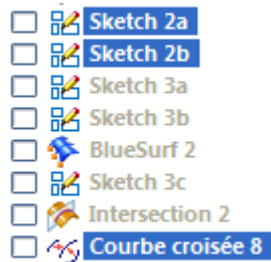 Sketch 2a
Sketch 2b
Sketch 3a
Sketch 3b
BlueSurf 2
Sketch 3c
Intersection 2
Courbe croisée 8